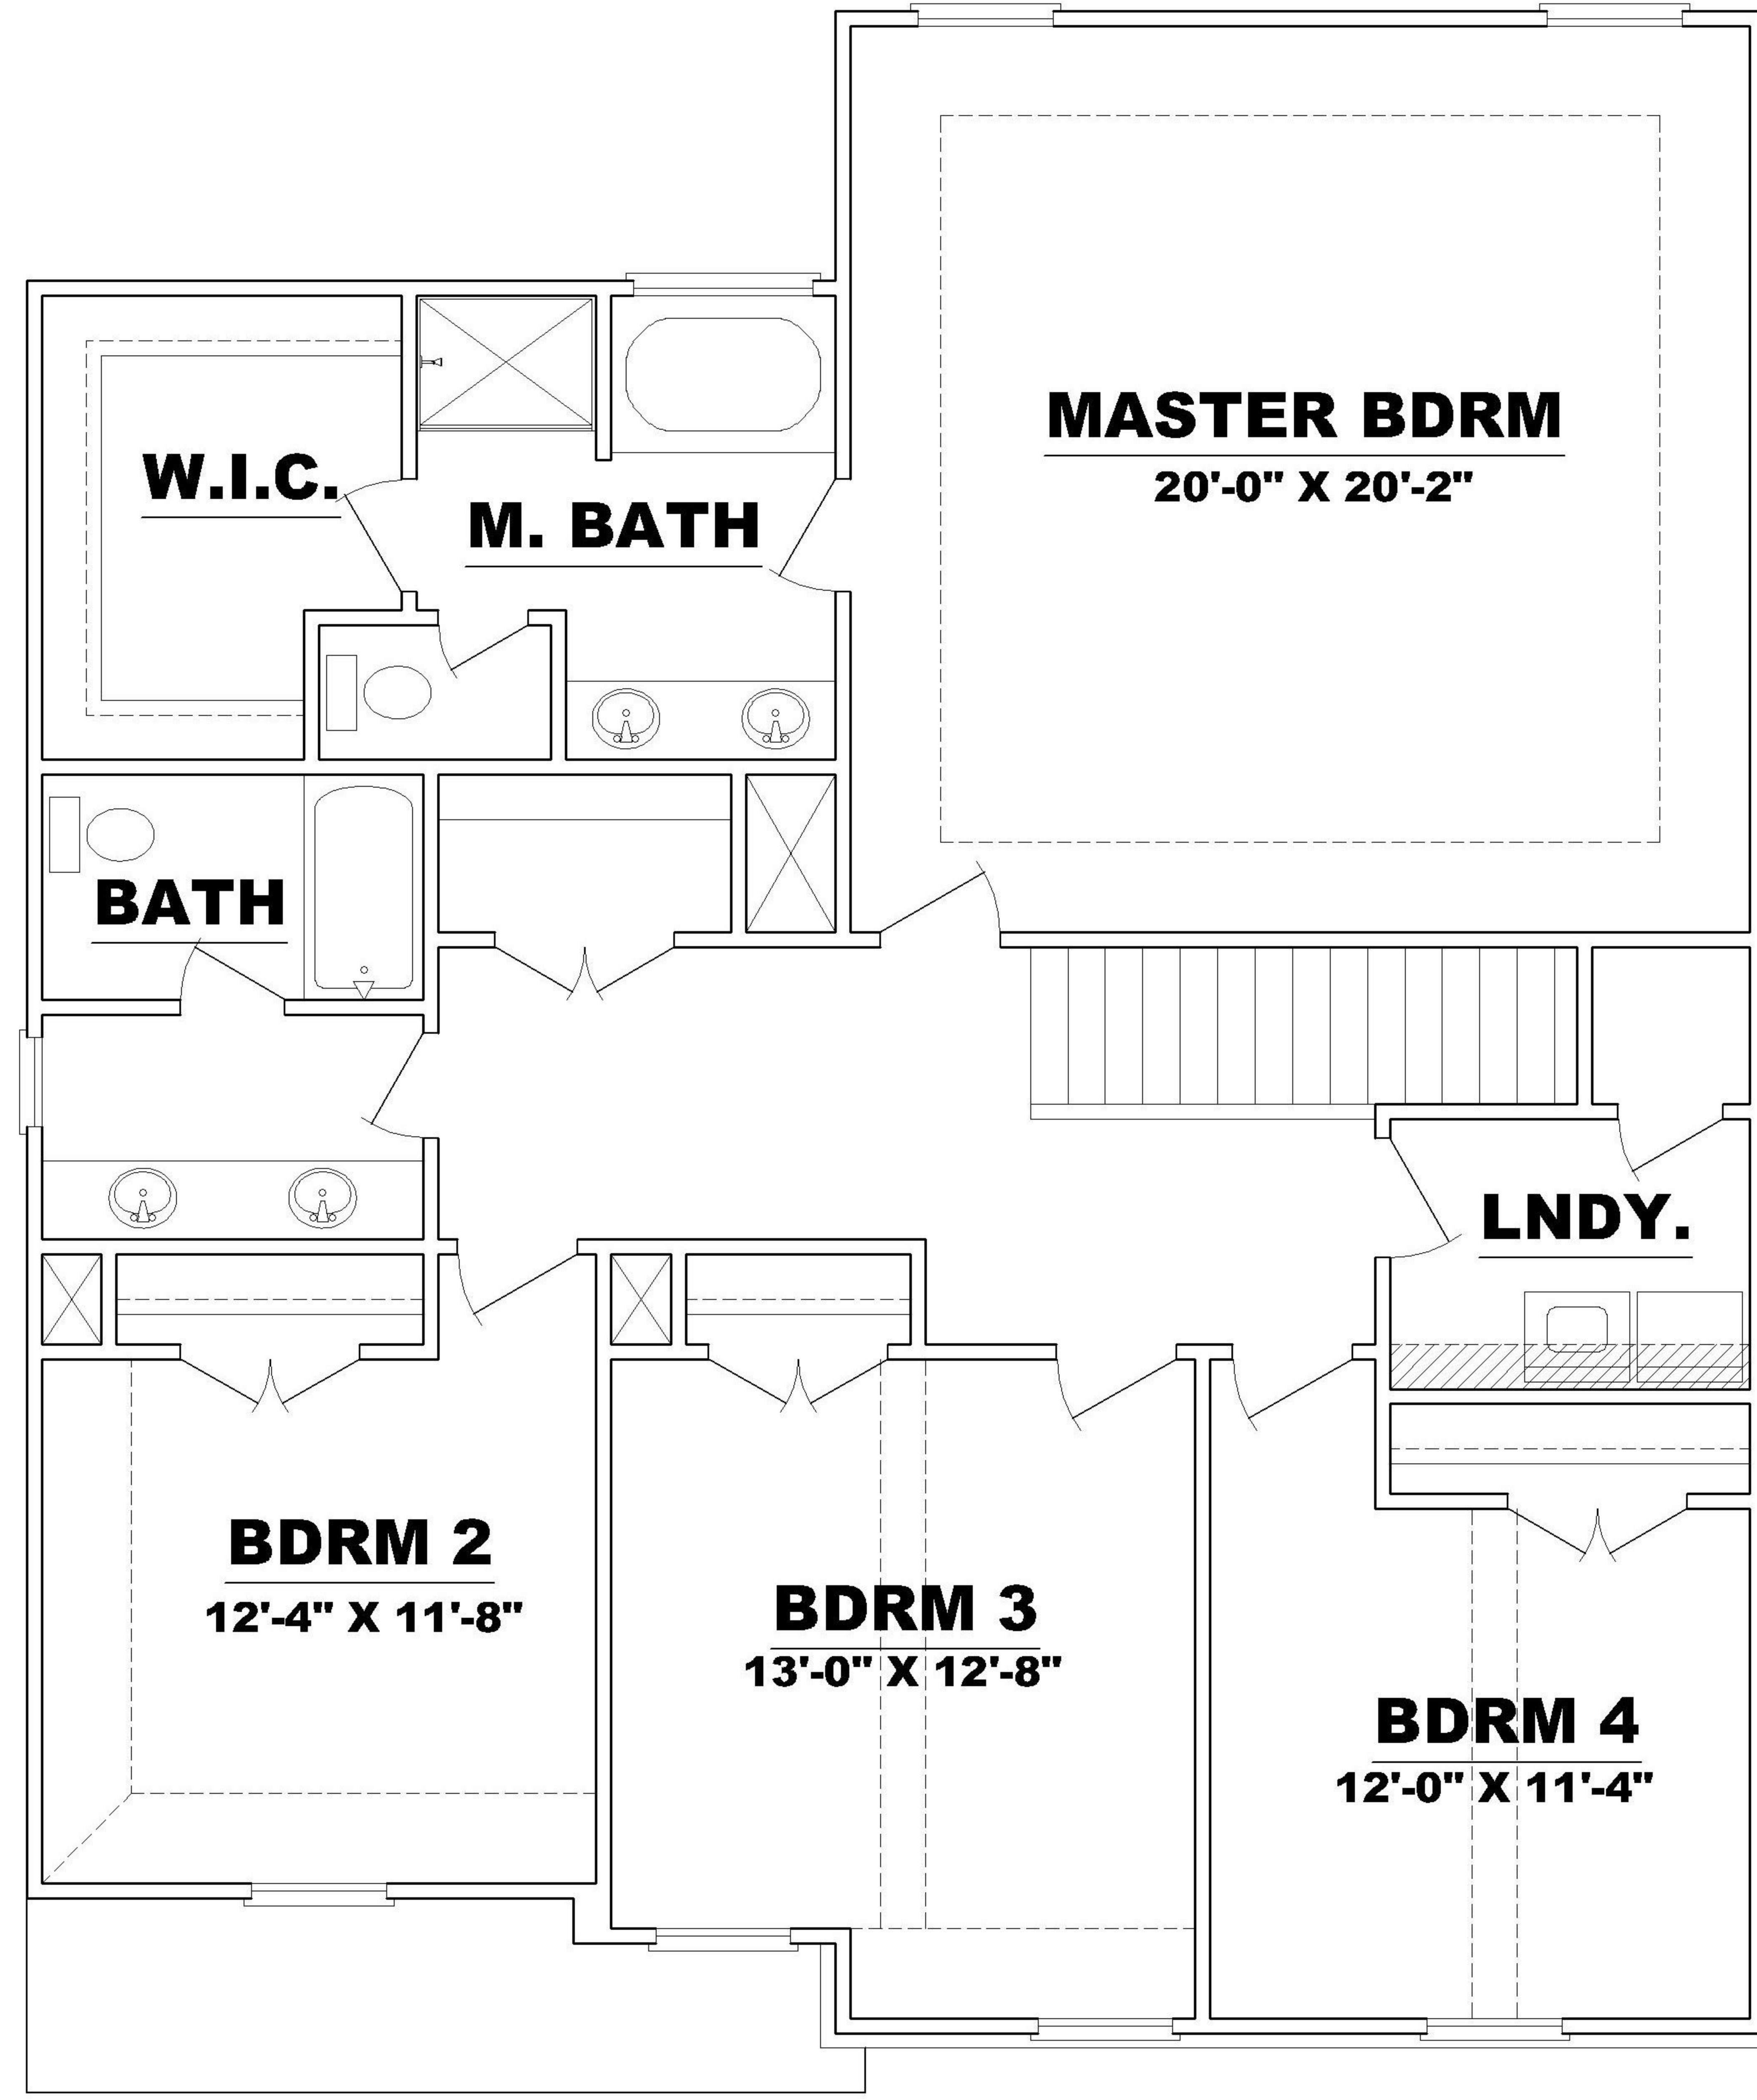 MASTER BDRM
20'-0" X 20'-2"
W.I.C.
M. BATH
BATH
LNDY.
BDRM 2
12'-4" X 11'-8"
BDRM 3
13'-0" X 12'-8"
BDRM 4
12'-0" X 11'-4"